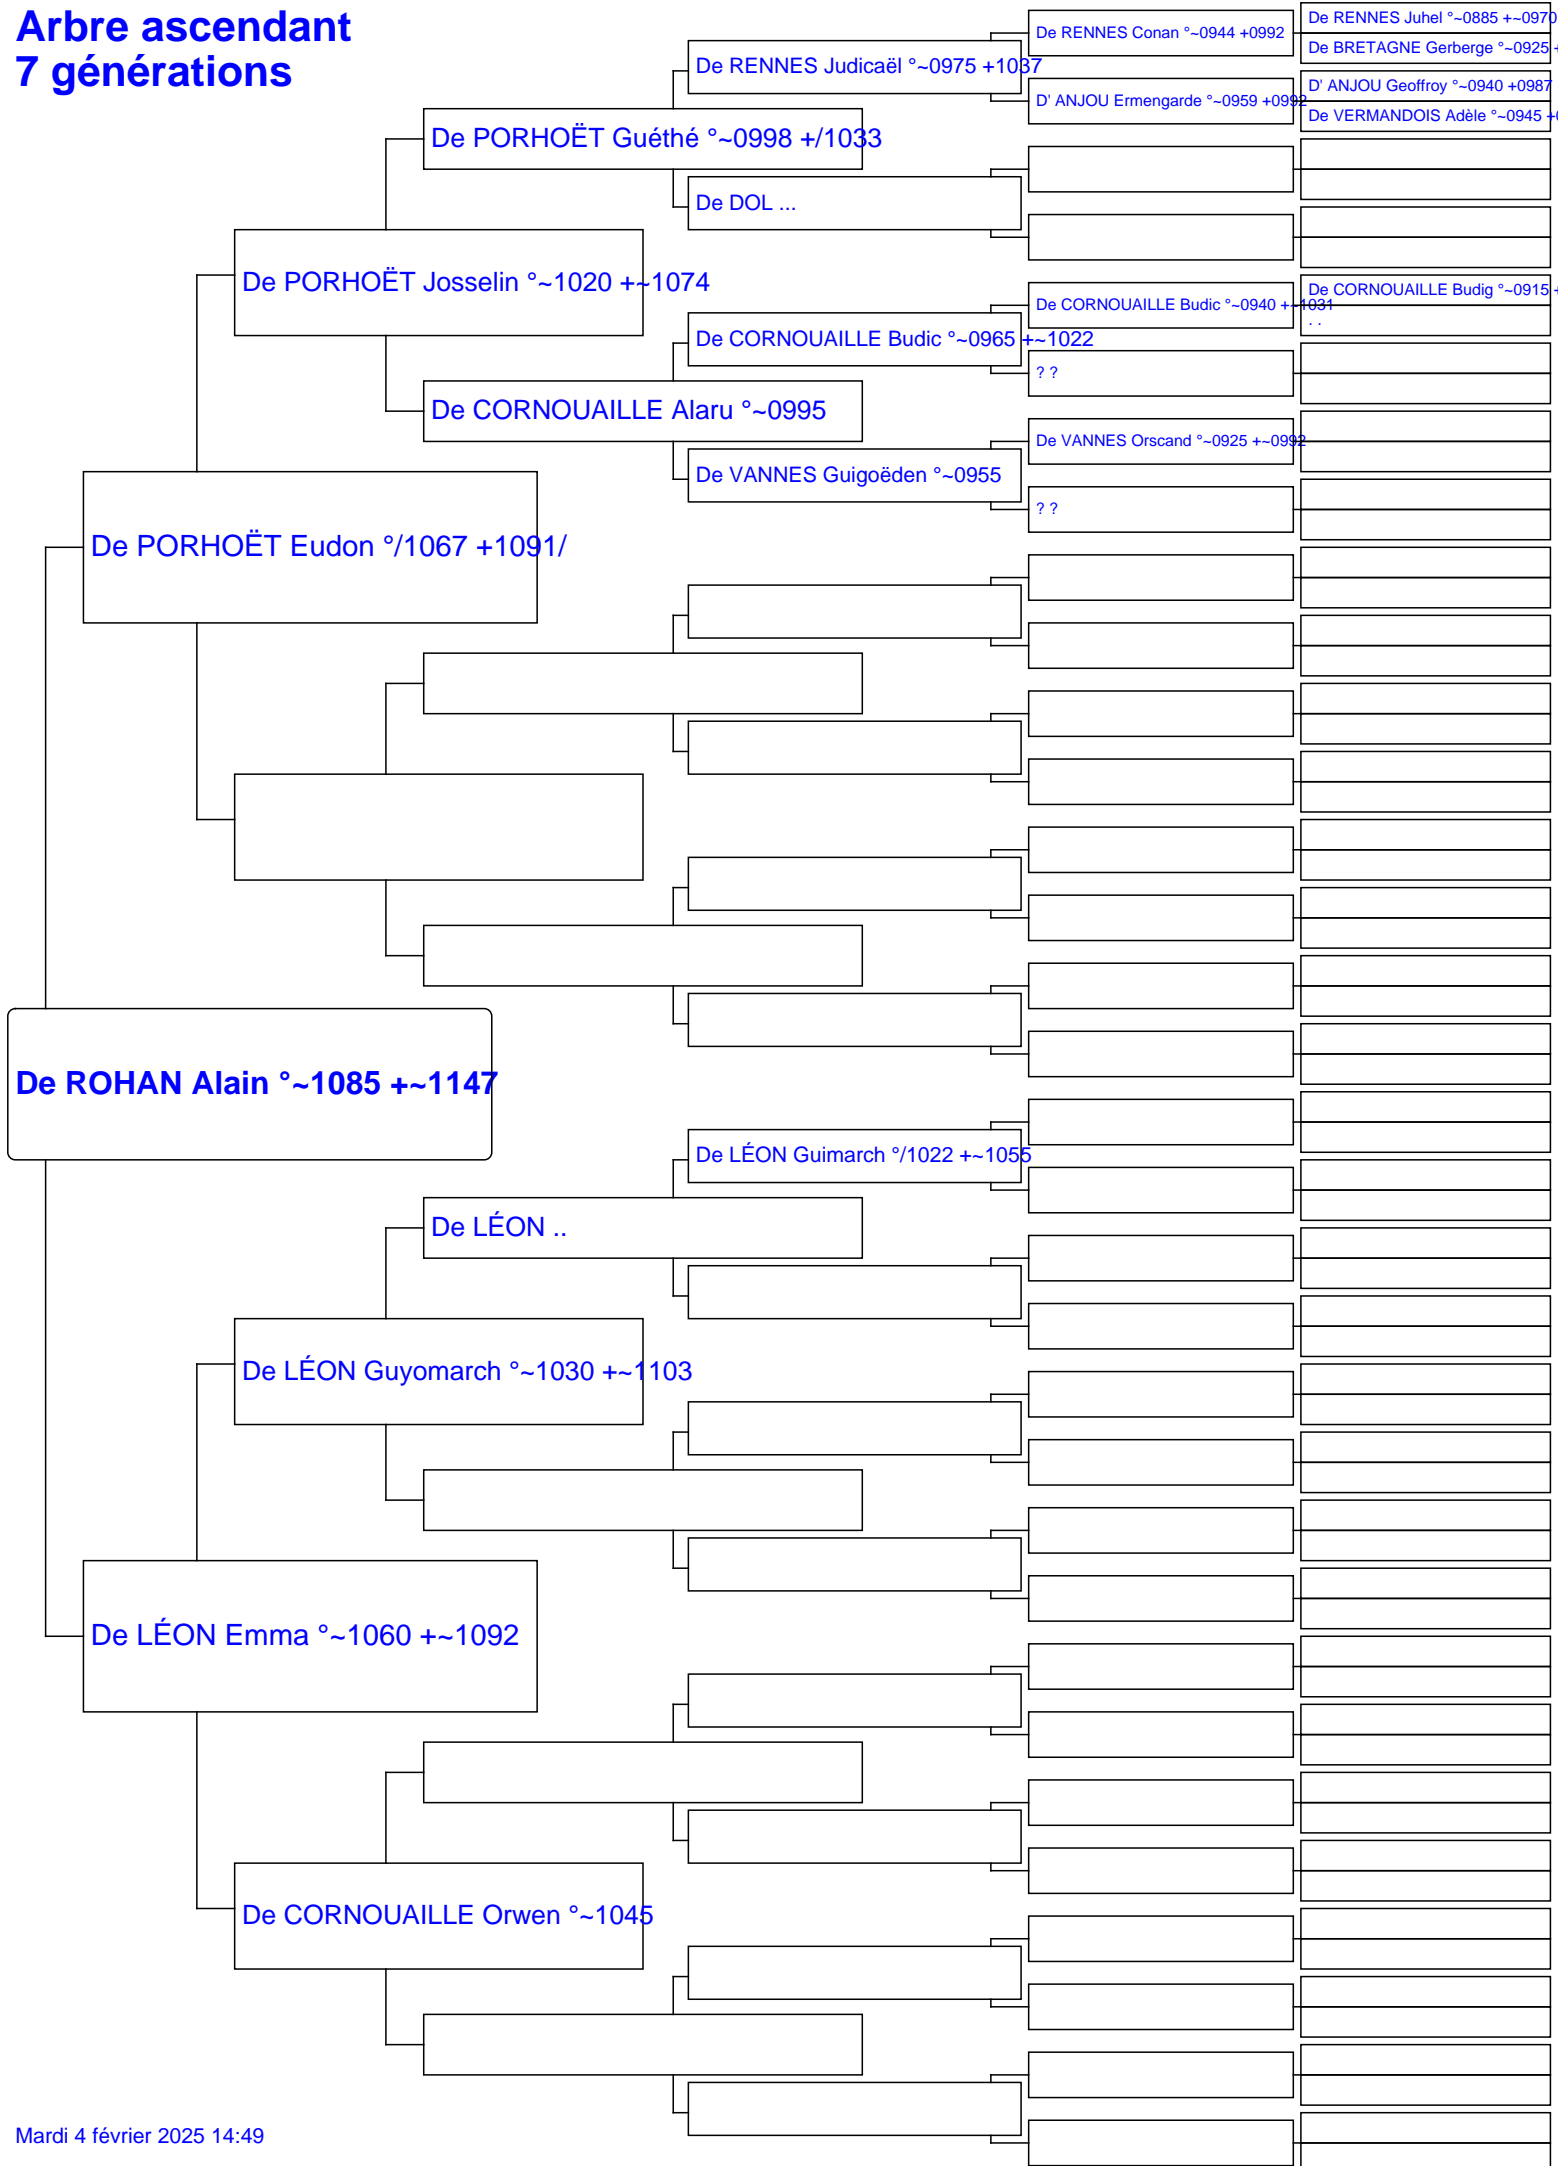 Arbre ascendant
7 générations
De RENNES Juhel °~0885 +~0970
De RENNES Conan °~0944 +0992
De BRETAGNE Gerberge °~0925 +
De RENNES Judicaël °~0975 +1037
D' ANJOU Geoffroy °~0940 +0987
D' ANJOU Ermengarde °~0959 +0992
De VERMANDOIS Adèle °~0945 +
De PORHOËT Guéthé °~0998 +/1033
De DOL ...
De PORHOËT Josselin °~1020 +~1074
De CORNOUAILLE Budig °~0915 +
De CORNOUAILLE Budic °~0940 +~1031
. .
De CORNOUAILLE Budic °~0965 +~1022
? ?
De CORNOUAILLE Alaru °~0995
De VANNES Orscand °~0925 +~0992
De VANNES Guigoëden °~0955
? ?
De PORHOËT Eudon °/1067 +1091/
De ROHAN Alain °~1085 +~1147
De LÉON Guimarch °/1022 +~1055
De LÉON ..
De LÉON Guyomarch °~1030 +~1103
De LÉON Emma °~1060 +~1092
De CORNOUAILLE Orwen °~1045
Mardi 4 février 2025 14:49